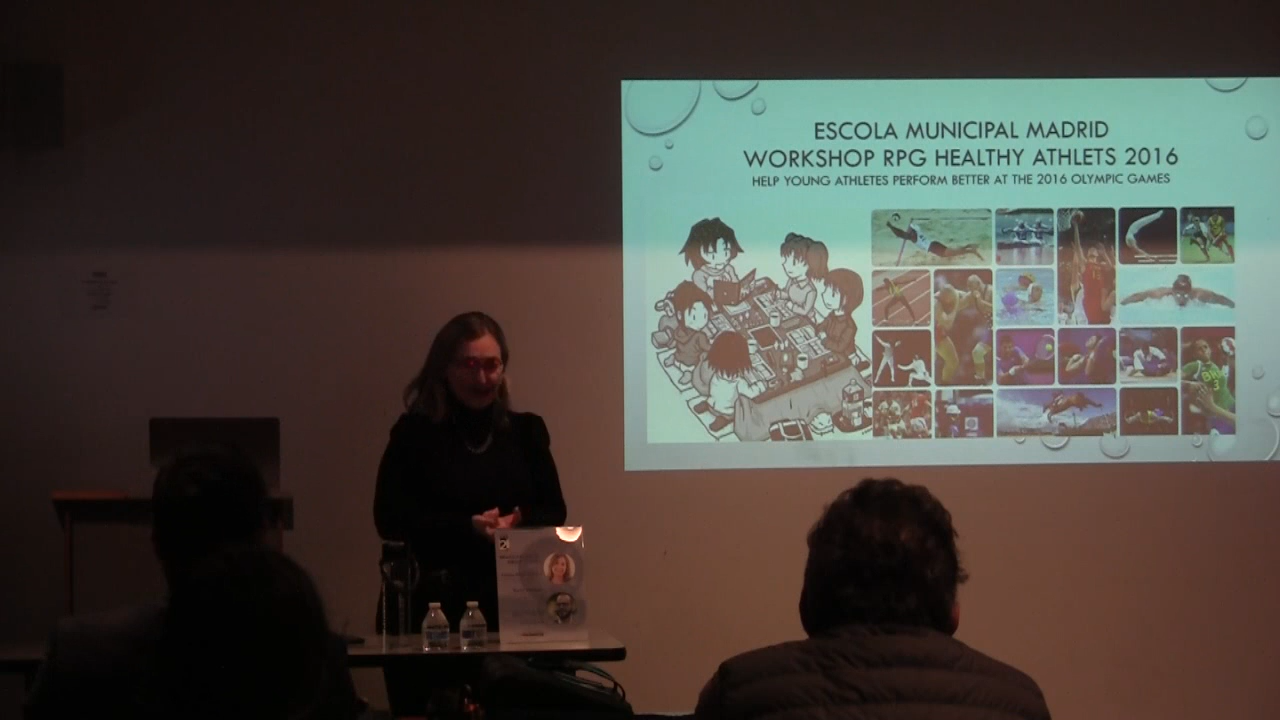 ESCOLA MUNICIPAL MADRID
WORKSHOP RPG HEALTHY ATHLETS 2016
HELP YOUNG ATHLETES PERFORM BETTER AT THE 2016 OLYMPIC GAMES